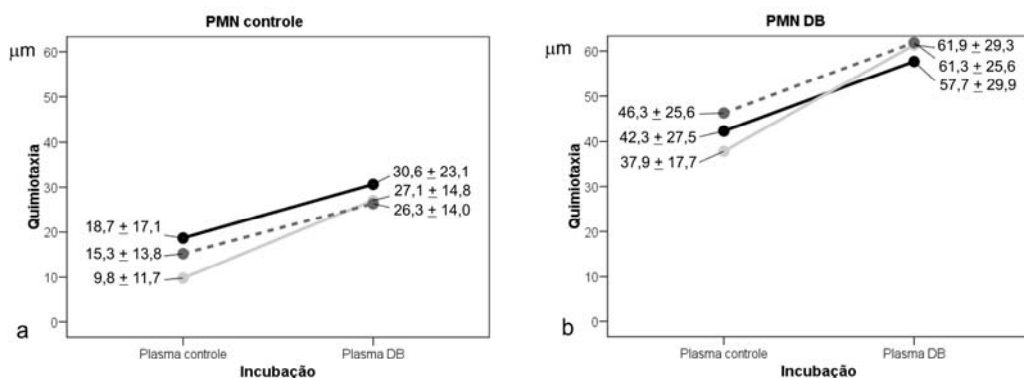 PMN controle
μm
60
50
40
30
20
10
0
Quimiotaxia
18,7 ± 17,1
15,3 ± 13,8
9,8 ± 11,7
30,6 ± 23,1
27,1 ± 14,8
26,3 ± 14,0
a
Plasma controle
Plasma DB
Incubação
PMN DB
μm
60
50
40
30
20
10
0
Quimiotaxia
46,3 ± 25,6
42,3 ± 27,5
37,9 ± 17,7
61,9 ± 29,3
61,3 ± 25,6
57,7 ± 29,9
b
Plasma controle
Plasma DB
Incubação